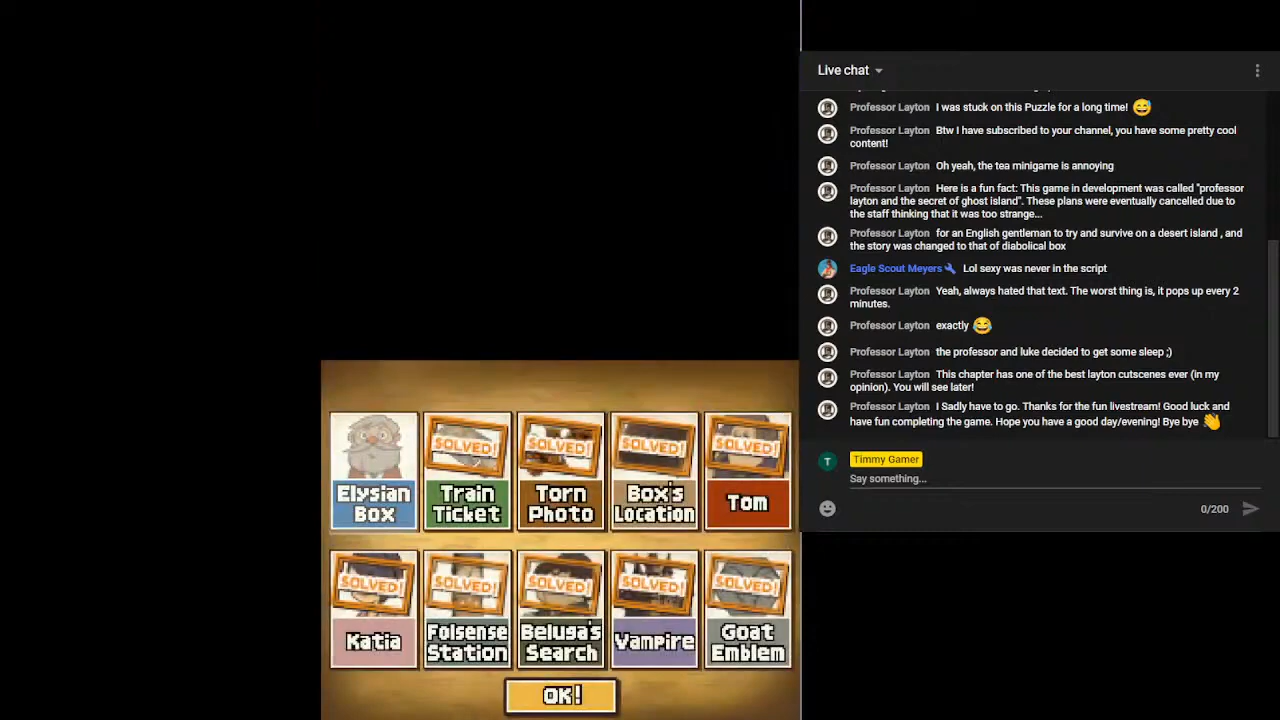 Live chat
Professor Layton I was stuck on this Puzzle for a long time! 😅
Professor Layton Btw I have subscribed to your channel, you have some pretty cool
content!
Professor Layton Oh yeah, the tea minigame is annoying
Professor Layton Here is a fun fact: This game in development was called "professor
layton and the secret of ghost island". These plans were eventually cancelled due to
the staff thinking that it was too strange...
Professor Layton for an English gentleman to try and survive on a desert island , and
the story was changed to that of diabolical box
Eagle Scout Meyers Lol sexy was never in the script
Professor Layton Yeah, always hated that text. The worst thing is, it pops up every 2
minutes.
Professor Layton exactly 😂
Professor Layton the professor and luke decided to get some sleep ;)
Professor Layton This chapter has one of the best layton cutscenes ever (in my
opinion). You will see later!
Professor Layton I Sadly have to go. Thanks for the fun livestream! Good luck and
have fun completing the game. Hope you have a good day/evening! Bye bye 👋
T Timmy Gamer
Say something...
0/200
SOLVED! SOLVED! SOLVED! SOLVED!
Elysian Train Torn Box's Tom
Box Ticket Photo Location
SOLVED! SOLVED! SOLVED! SOLVED! SOLVED!
Katia Folsense Beluga's Vampire Goat
Station Search Emblem
OK!